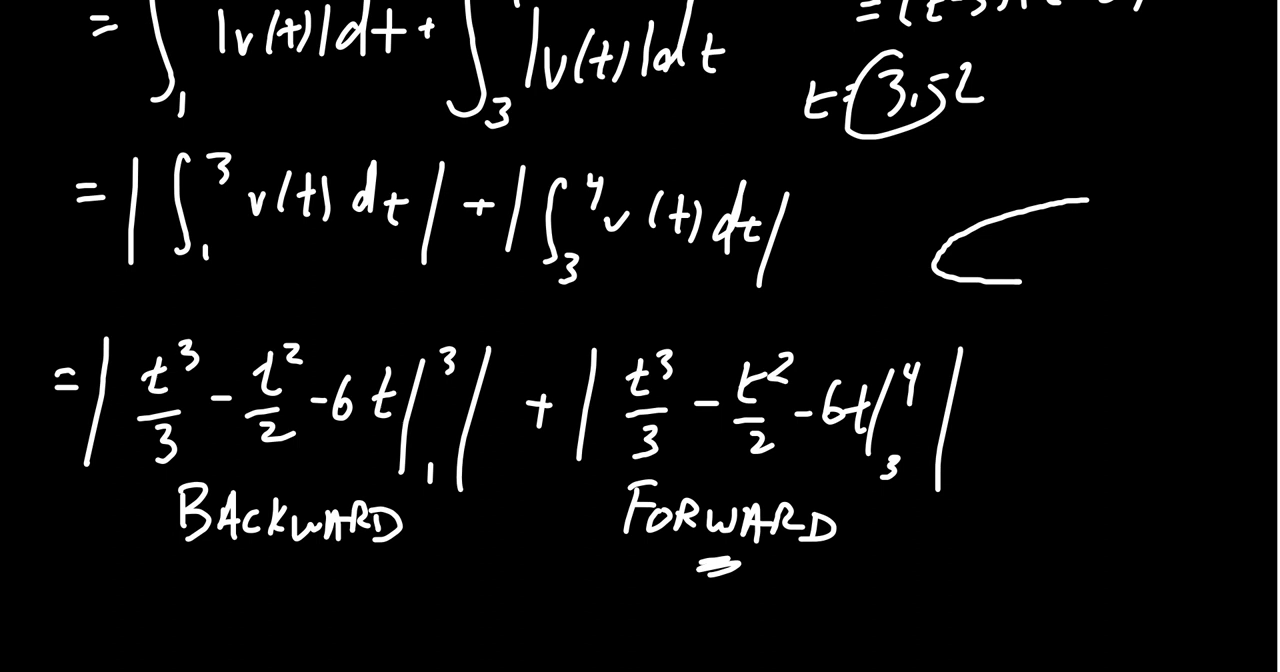 = ∫₁ |v(t)|dt + ∫₃ |v(t)|dt
t = 3,52
= |∫₁³ v(t) dt| + |∫₃⁴ v(t) dt|
= |t³/3 - t²/2 - 6t|₁³| + |t³/3 - t²/2 - 6t|₃⁴|
BACKWARD FORWARD